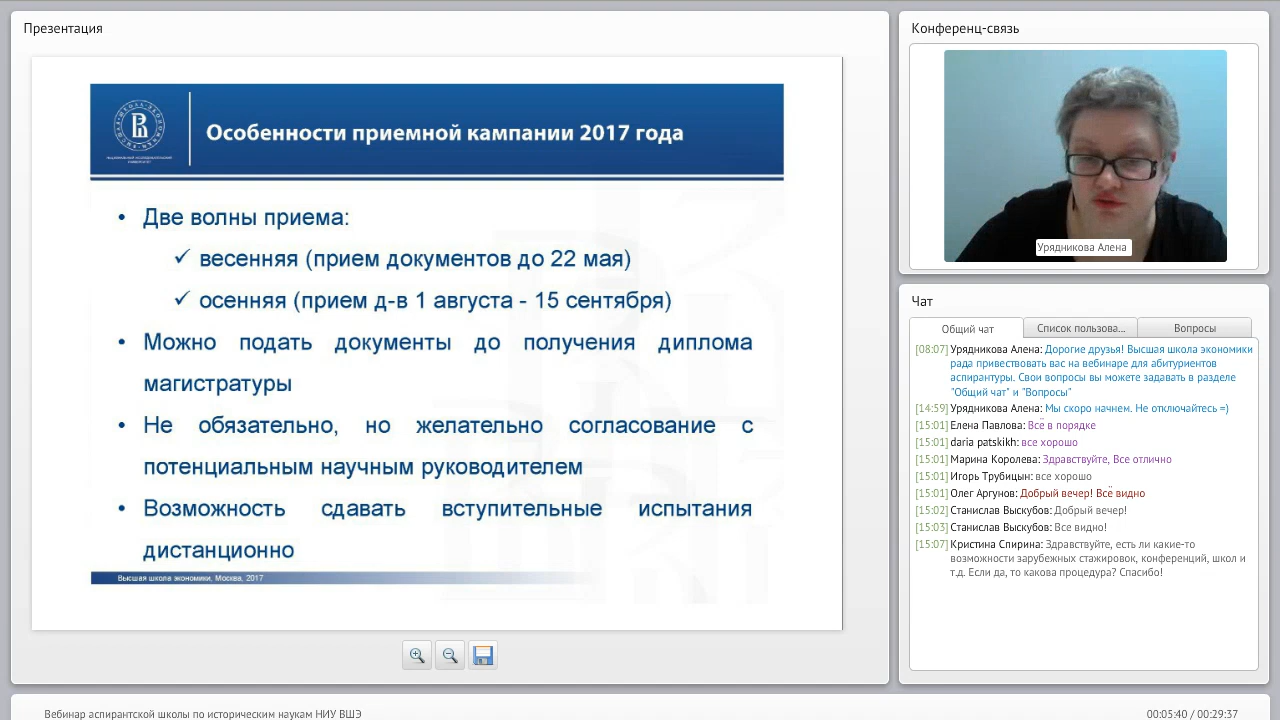 Презентация
Особенности приемной кампании 2017 года
• Две волны приема:
✓ весенняя (прием документов до 22 мая)
✓ осенняя (прием д-в 1 августа - 15 сентября)
• Можно подать документы до получения диплома
магистратуры
• Не обязательно, но желательно согласование с
потенциальным научным руководителем
• Возможность сдавать вступительные испытания
дистанционно
Высшая школа экономики, Москва, 2017
Конференц-связь
Урядникова Алена
Чат
Общий чат
Список пользова...
Вопросы
[08:07] Урядникова Алена: Дорогие друзья! Высшая школа экономики
рада привествовать вас на вебинаре для абитуриентов
аспирантуры. Свои вопросы вы можете задавать в разделе
"Общий чат" и "Вопросы"
[14:59] Урядникова Алена: Мы скоро начнем. Не отключайтесь =)
[15:01] Елена Павлова: Всё в порядке
[15:01] daria patskikh: все хорошо
[15:01] Марина Королева: Здравствуйте, Все отлично
[15:01] Игорь Трубицын: все хорошо
[15:01] Олег Аргунов: Добрый вечер! Всё видно
[15:02] Станислав Выскубов: Добрый вечер!
[15:03] Станислав Выскубов: Все видно!
[15:07] Кристина Спирина: Здравствуйте, есть ли какие-то
возможности зарубежных стажировок, конференций, школ и
т.д. Если да, то какова процедура? Спасибо!
Вебинар аспирантской школы по историческим наукам НИУ ВШЭ
00:05:40 / 00:29:37